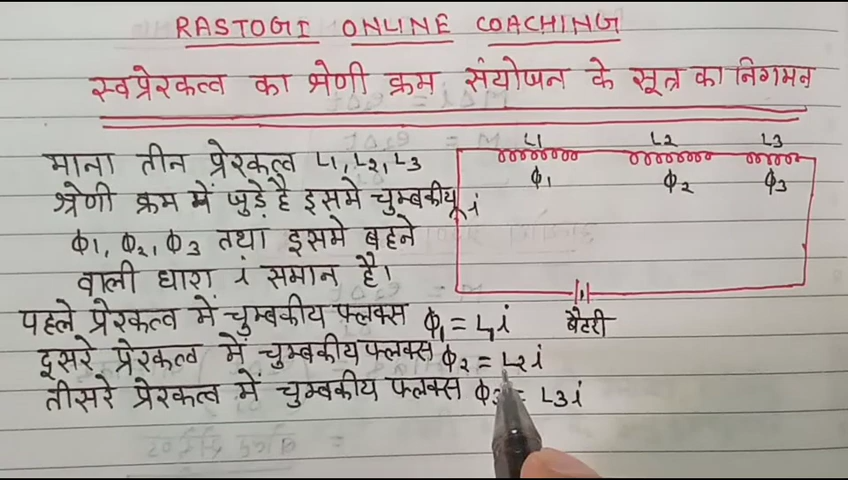 RASTOGI ONLINE COACHING
स्वप्रेरकत्व का श्रेणी क्रम संयोजन के सूत्र का निगमन
माना तीन प्रेरकत्व L1, L2, L3
श्रेणी क्रम में जुड़े है इसमे चुम्बकीय
Φ1, Φ2, Φ3 तथा इसमे बहने
वाली धारा i समान है।
L1 L2 L3
Φ1 Φ2 Φ3
i
बैटरी
पहले प्रेरकत्व में चुम्बकीय फ्लक्स Φ1 = L1i
दूसरे प्रेरकत्व में चुम्बकीय फ्लक्स Φ2 = L2i
तीसरे प्रेरकत्व में चुम्बकीय फ्लक्स Φ3 = L3i